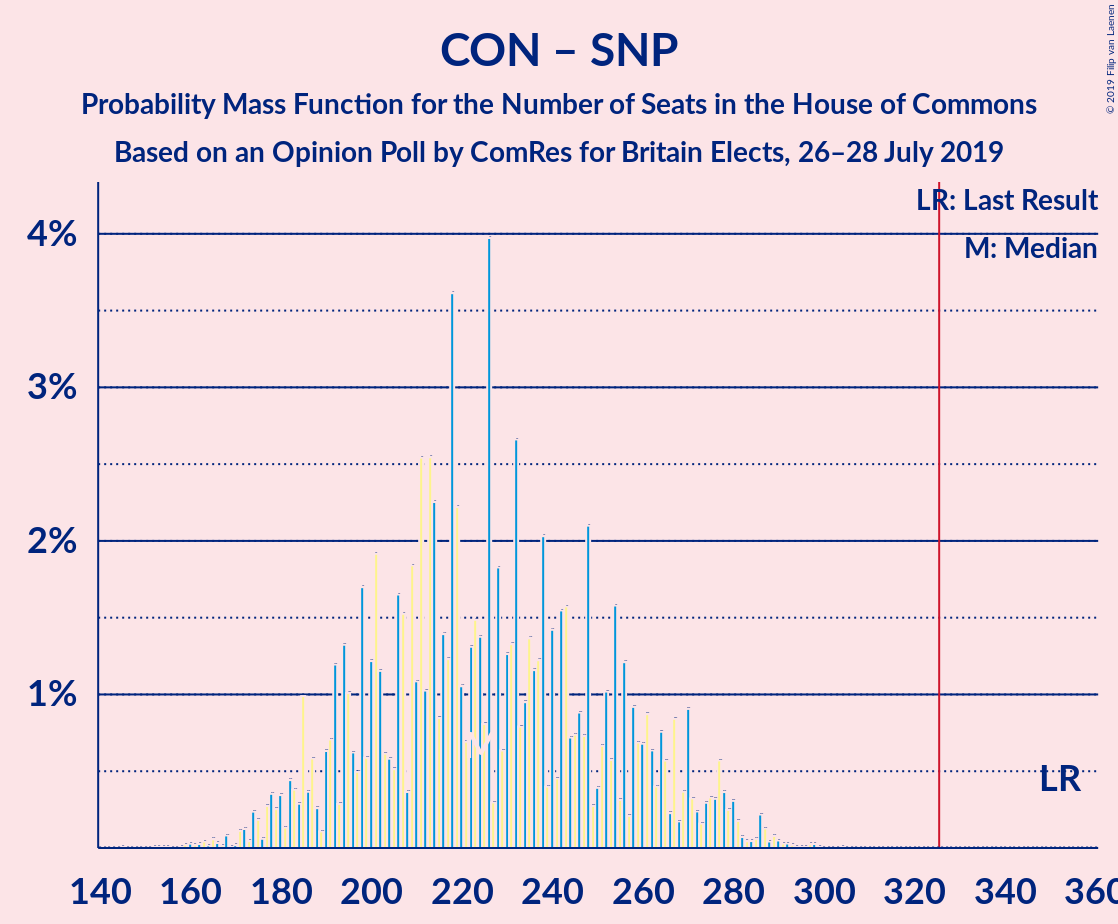 CON – SNP
Probability Mass Function for the Number of Seats in the House of Commons
Based on an Opinion Poll by ComRes for Britain Elects, 26–28 July 2019
© 2019 Filip van Laenen
LR: Last Result
M: Median
4%
3%
2%
1%
LR
140 160 180 200 220 240 260 280 300 320 340 360